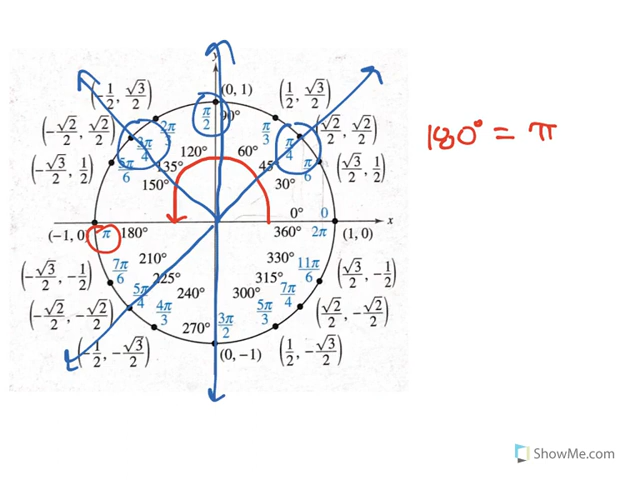 y
(-1/2, √3/2) (0, 1) (1/2, √3/2)
(-√2/2, √2/2) 2π/3 π/2 90° π/3 (√2/2, √2/2)
3π/4 120° 60° π/4
(-√3/2, 1/2) 5π/6 135° 45° π/6 (√3/2, 1/2)
150° 30°
180° = π
0° 0
x
(-1, 0) π 180° 360° 2π (1, 0)
210° 330°
(-√3/2, -1/2) 7π/6 225° 315° 11π/6 (√3/2, -1/2)
5π/4 240° 300° 7π/4
(-√2/2, -√2/2) 4π/3 5π/3 (√2/2, -√2/2)
270° 3π/2
(-1/2, -√3/2) (0, -1) (1/2, -√3/2)
ShowMe.com